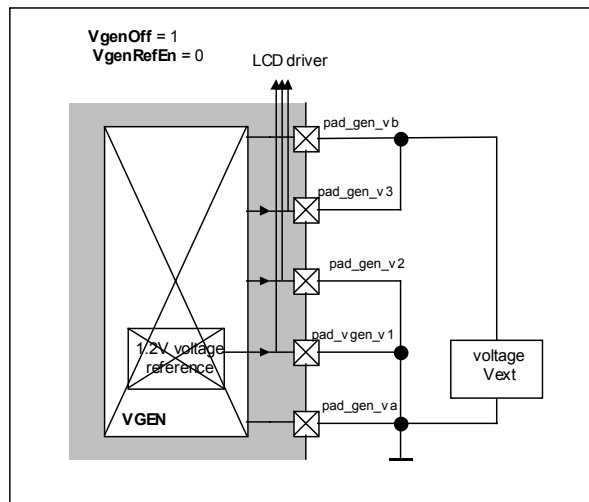 VgenOff = 1
VgenRefEn = 0
LCD driver
pad_gen_vb
pad_gen_v3
pad_gen_v2
1.2V voltage
reference
pad_vgen_v1
voltage
Vext
VGEN
pad_gen_va